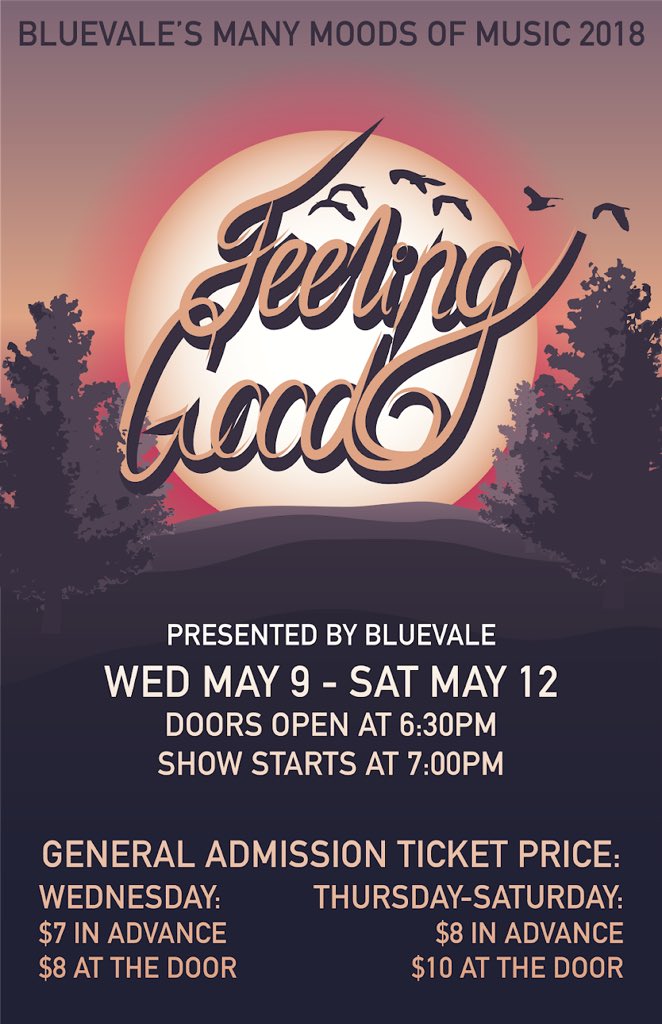 BLUEVALE'S MANY MOODS OF MUSIC 2018
Feeling
Good
PRESENTED BY BLUEVALE
WED MAY 9 - SAT MAY 12
DOORS OPEN AT 6:30PM
SHOW STARTS AT 7:00PM
GENERAL ADMISSION TICKET PRICE:
WEDNESDAY:
$7 IN ADVANCE
$8 AT THE DOOR
THURSDAY-SATURDAY:
$8 IN ADVANCE
$10 AT THE DOOR